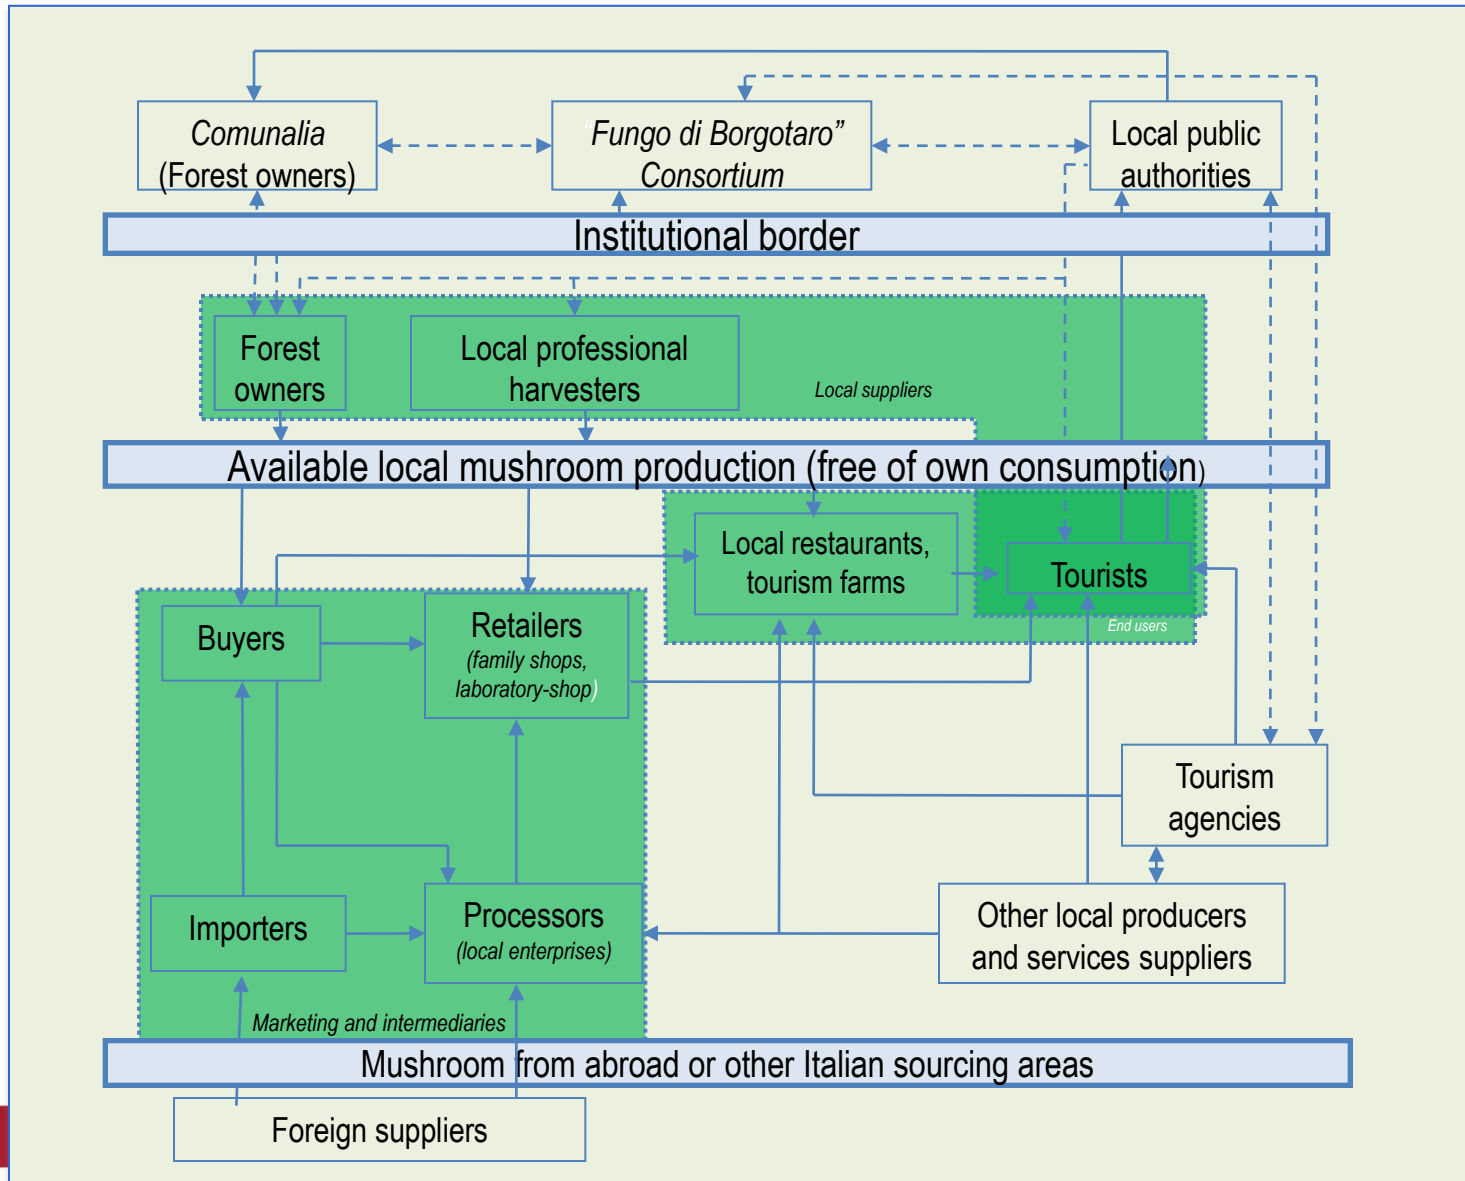 Comunalia
(Forest owners)
“Fungo di Borgotaro”
Consortium
Local public
authorities
Institutional border
Forest
owners
Local professional
harvesters
Local suppliers
Available local mushroom production (free of own consumption)
Local restaurants,
tourism farms
Tourists
End users
Buyers
Retailers
(family shops,
laboratory-shop)
Tourism
agencies
Importers
Processors
(local enterprises)
Other local producers
and services suppliers
Marketing and intermediaries
Mushroom from abroad or other Italian sourcing areas
Foreign suppliers